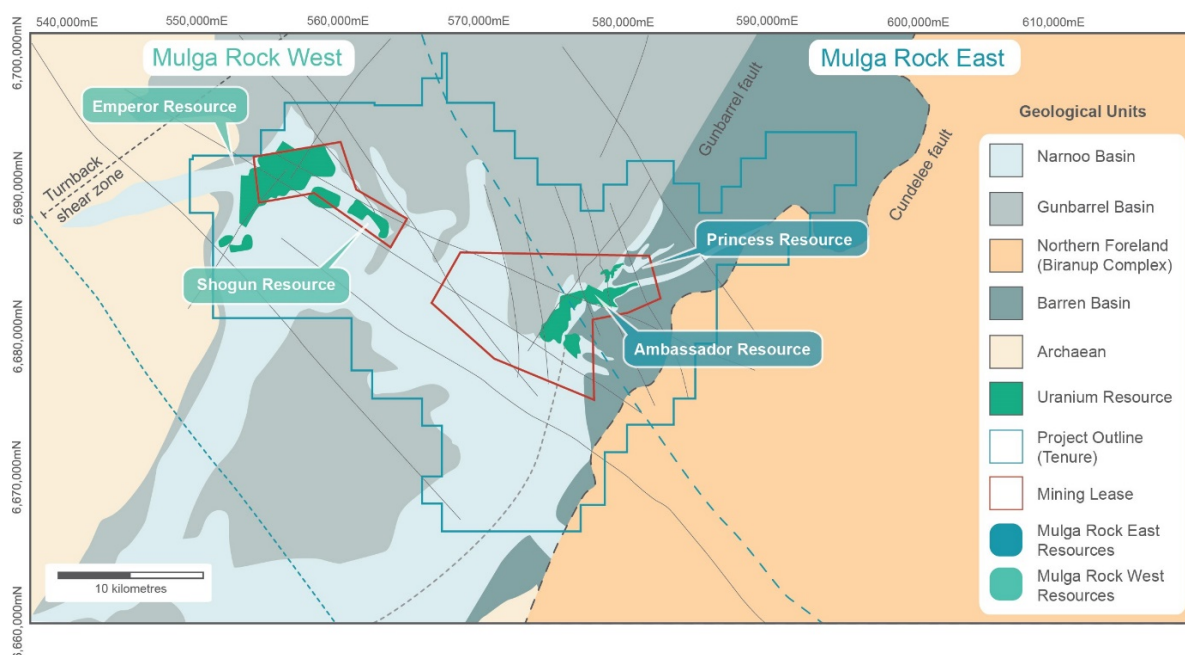 540,000mE 550,000mE 560,000mE 570,000mE 580,000mE 590,000mE 600,000mE 610,000mE
6,700,000mN
6,690,000mN
6,680,000mN
6,670,000mN
6,660,000mN
Mulga Rock West
Mulga Rock East
Emperor Resource
Turnback
shear zone
Shogun Resource
Gunbarrel fault
Cundelee fault
Princess Resource
Ambassador Resource
10 kilometres
Geological Units
Narnoo Basin
Gunbarrel Basin
Northern Foreland
(Biranup Complex)
Barren Basin
Archaean
Uranium Resource
Project Outline
(Tenure)
Mining Lease
Mulga Rock East
Resources
Mulga Rock West
Resources